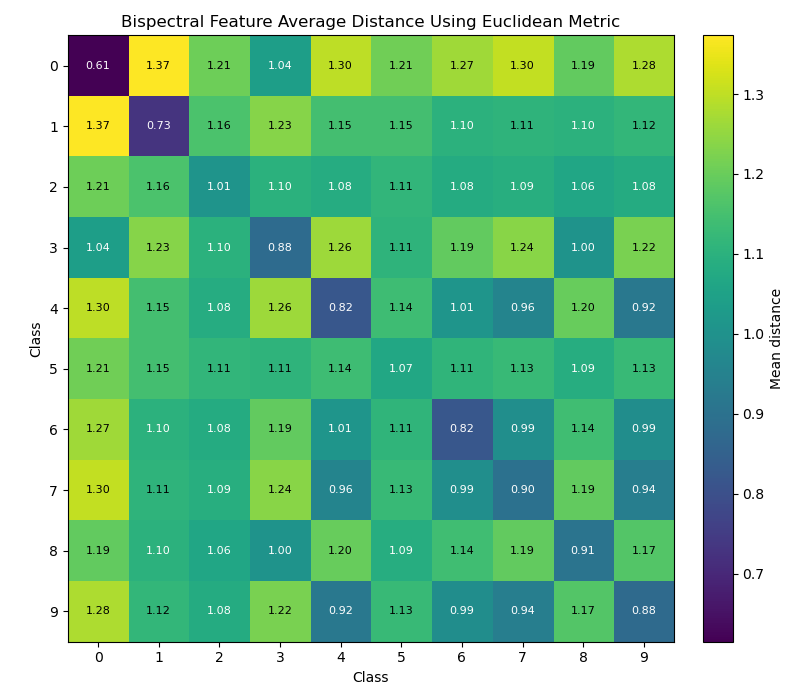 Bispectral Feature Average Distance Using Euclidean Metric
0 0.61 1.37 1.21 1.04 1.30 1.21 1.27 1.30 1.19 1.28
1 1.37 0.73 1.16 1.23 1.15 1.15 1.10 1.11 1.10 1.12
2 1.21 1.16 1.01 1.10 1.08 1.11 1.08 1.09 1.06 1.08
3 1.04 1.23 1.10 0.88 1.26 1.11 1.19 1.24 1.00 1.22
4 1.30 1.15 1.08 1.26 0.82 1.14 1.01 0.96 1.20 0.92
5 1.21 1.15 1.11 1.11 1.14 1.07 1.11 1.13 1.09 1.13
6 1.27 1.10 1.08 1.19 1.01 1.11 0.82 0.99 1.14 0.99
7 1.30 1.11 1.09 1.24 0.96 1.13 0.99 0.90 1.19 0.94
8 1.19 1.10 1.06 1.00 1.20 1.09 1.14 1.19 0.91 1.17
9 1.28 1.12 1.08 1.22 0.92 1.13 0.99 0.94 1.17 0.88
0 1 2 3 4 5 6 7 8 9
Class
Class
1.3
1.2
1.1
1.0
0.9
0.8
0.7
Mean distance